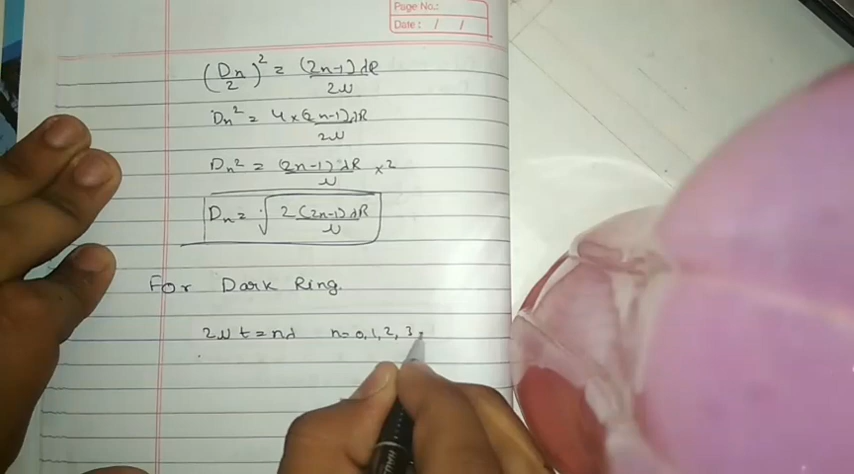 Page No.:
Date: / /
(Dn/2)² = (2n-1)λR / 2μ
Dn² = 4 × (2n-1)λR / 2μ
Dn² = (2n-1)λR / μ × 2
Dn = √(2(2n-1)λR / μ)
For Dark Ring.
2μt = nλ n=0,1,2,3